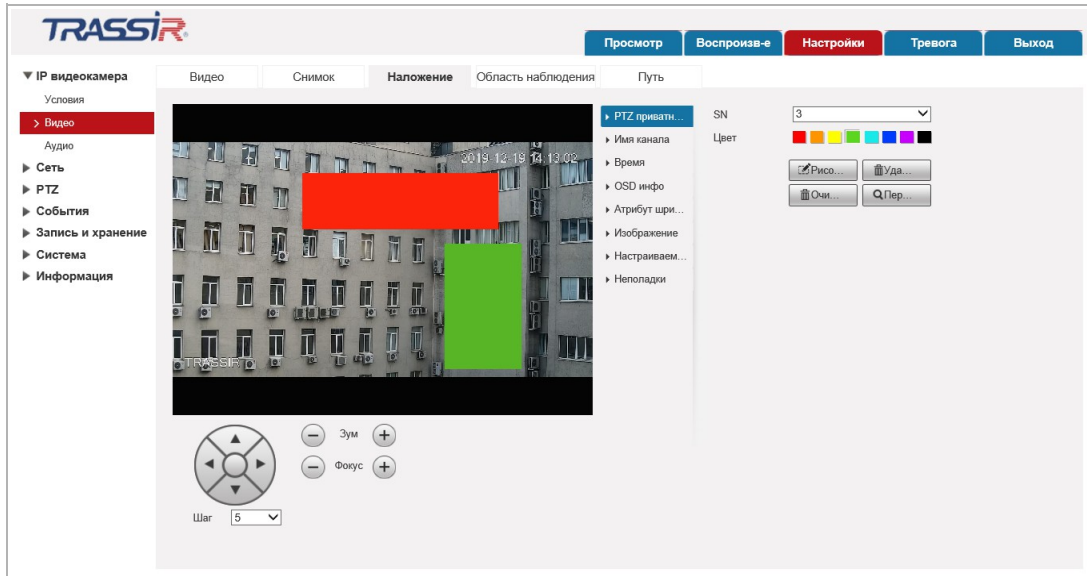 TRASSIR
Просмотр
Воспроизв-е
Настройки
Тревога
Выход
IP видеокамера
Условия
Видео
Аудио
Сеть
PTZ
События
Запись и хранение
Система
Информация
Видео
Снимок
Наложение
Область наблюдения
Путь
2019-12-19 14:13:02
TRASSIR
PTZ приватн...
Имя канала
Время
OSD инфо
Атрибут шри...
Изображение
Настраиваем...
Неполадки
SN
3
Цвет
Рисо...
Уда...
Очи...
Пер...
Зум
Фокус
Шаг
5